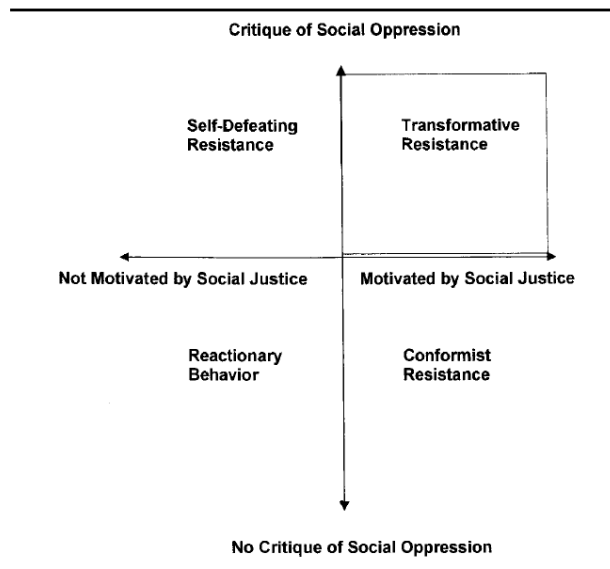 Critique of Social Oppression
Self-Defeating
Resistance
Transformative
Resistance
Not Motivated by Social Justice
Motivated by Social Justice
Reactionary
Behavior
Conformist
Resistance
No Critique of Social Oppression